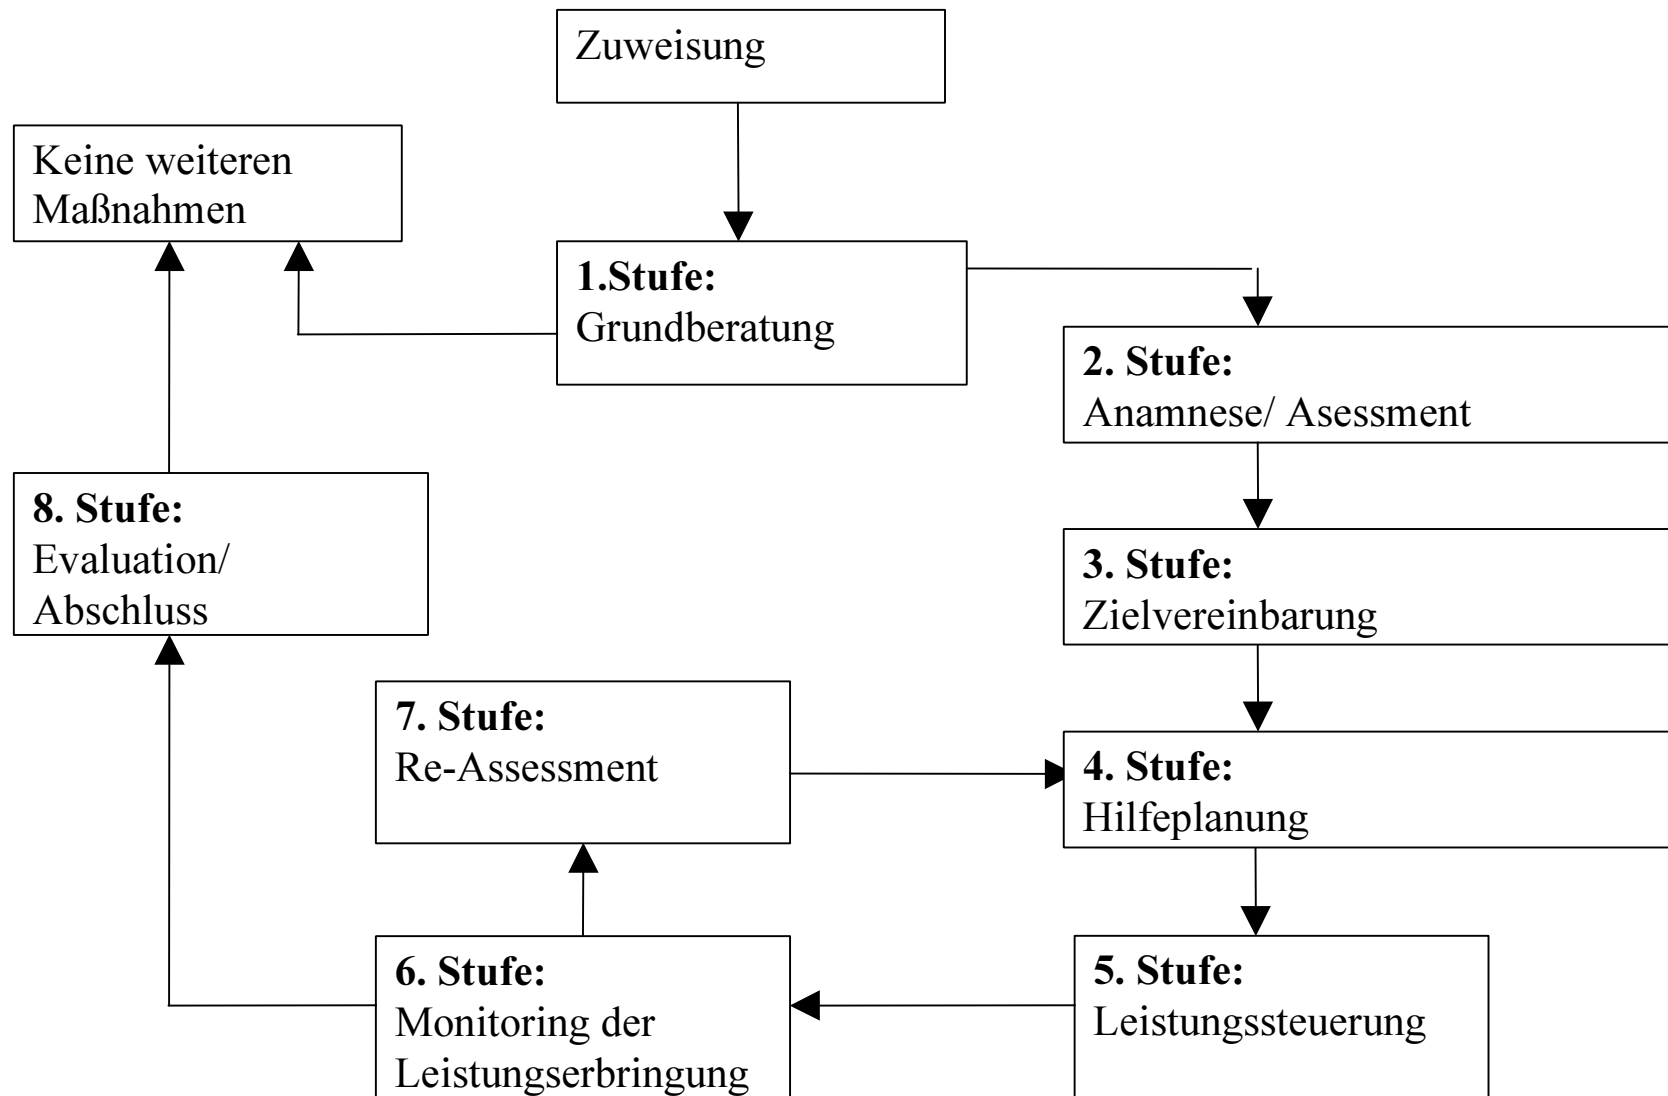 Zuweisung
Keine weiteren
Maßnahmen
1.Stufe:
Grundberatung
2. Stufe:
Anamnese/ Asessment
3. Stufe:
Zielvereinbarung
4. Stufe:
Hilfeplanung
5. Stufe:
Leistungssteuerung
6. Stufe:
Monitoring der
Leistungserbringung
7. Stufe:
Re-Assessment
8. Stufe:
Evaluation/
Abschluss